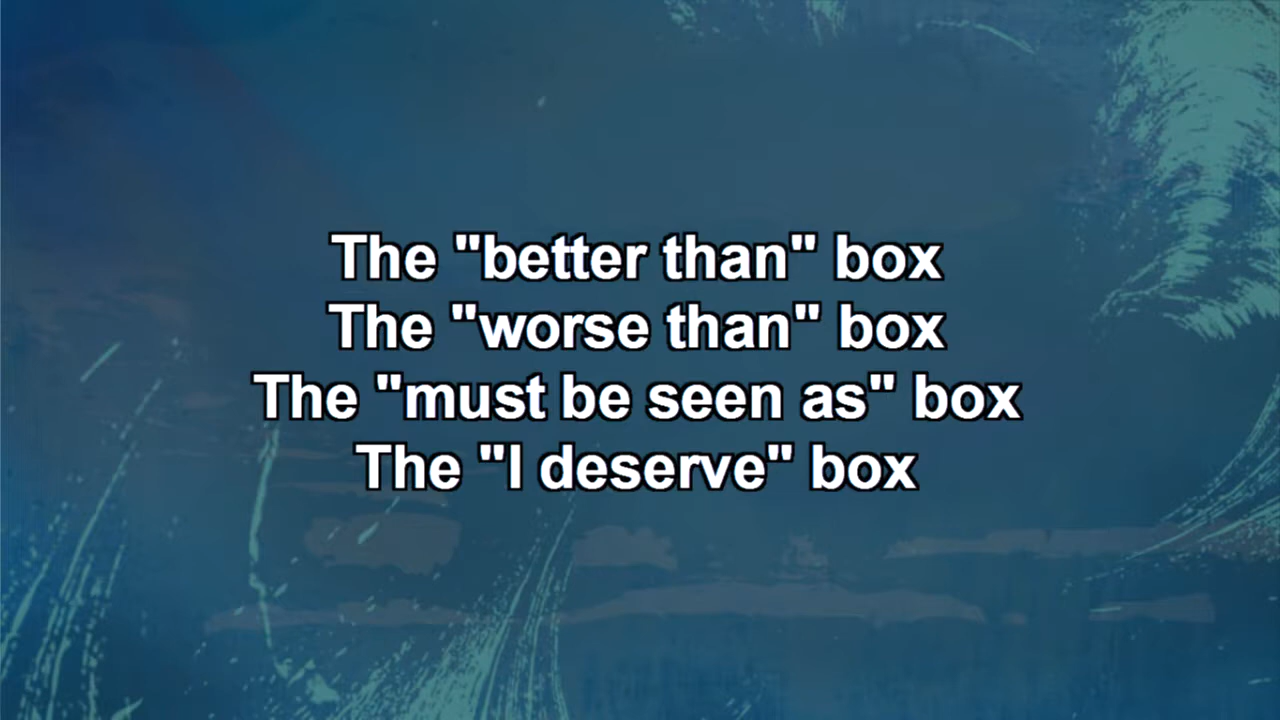 The "better than" box
The "worse than" box
The "must be seen as" box
The "I deserve" box